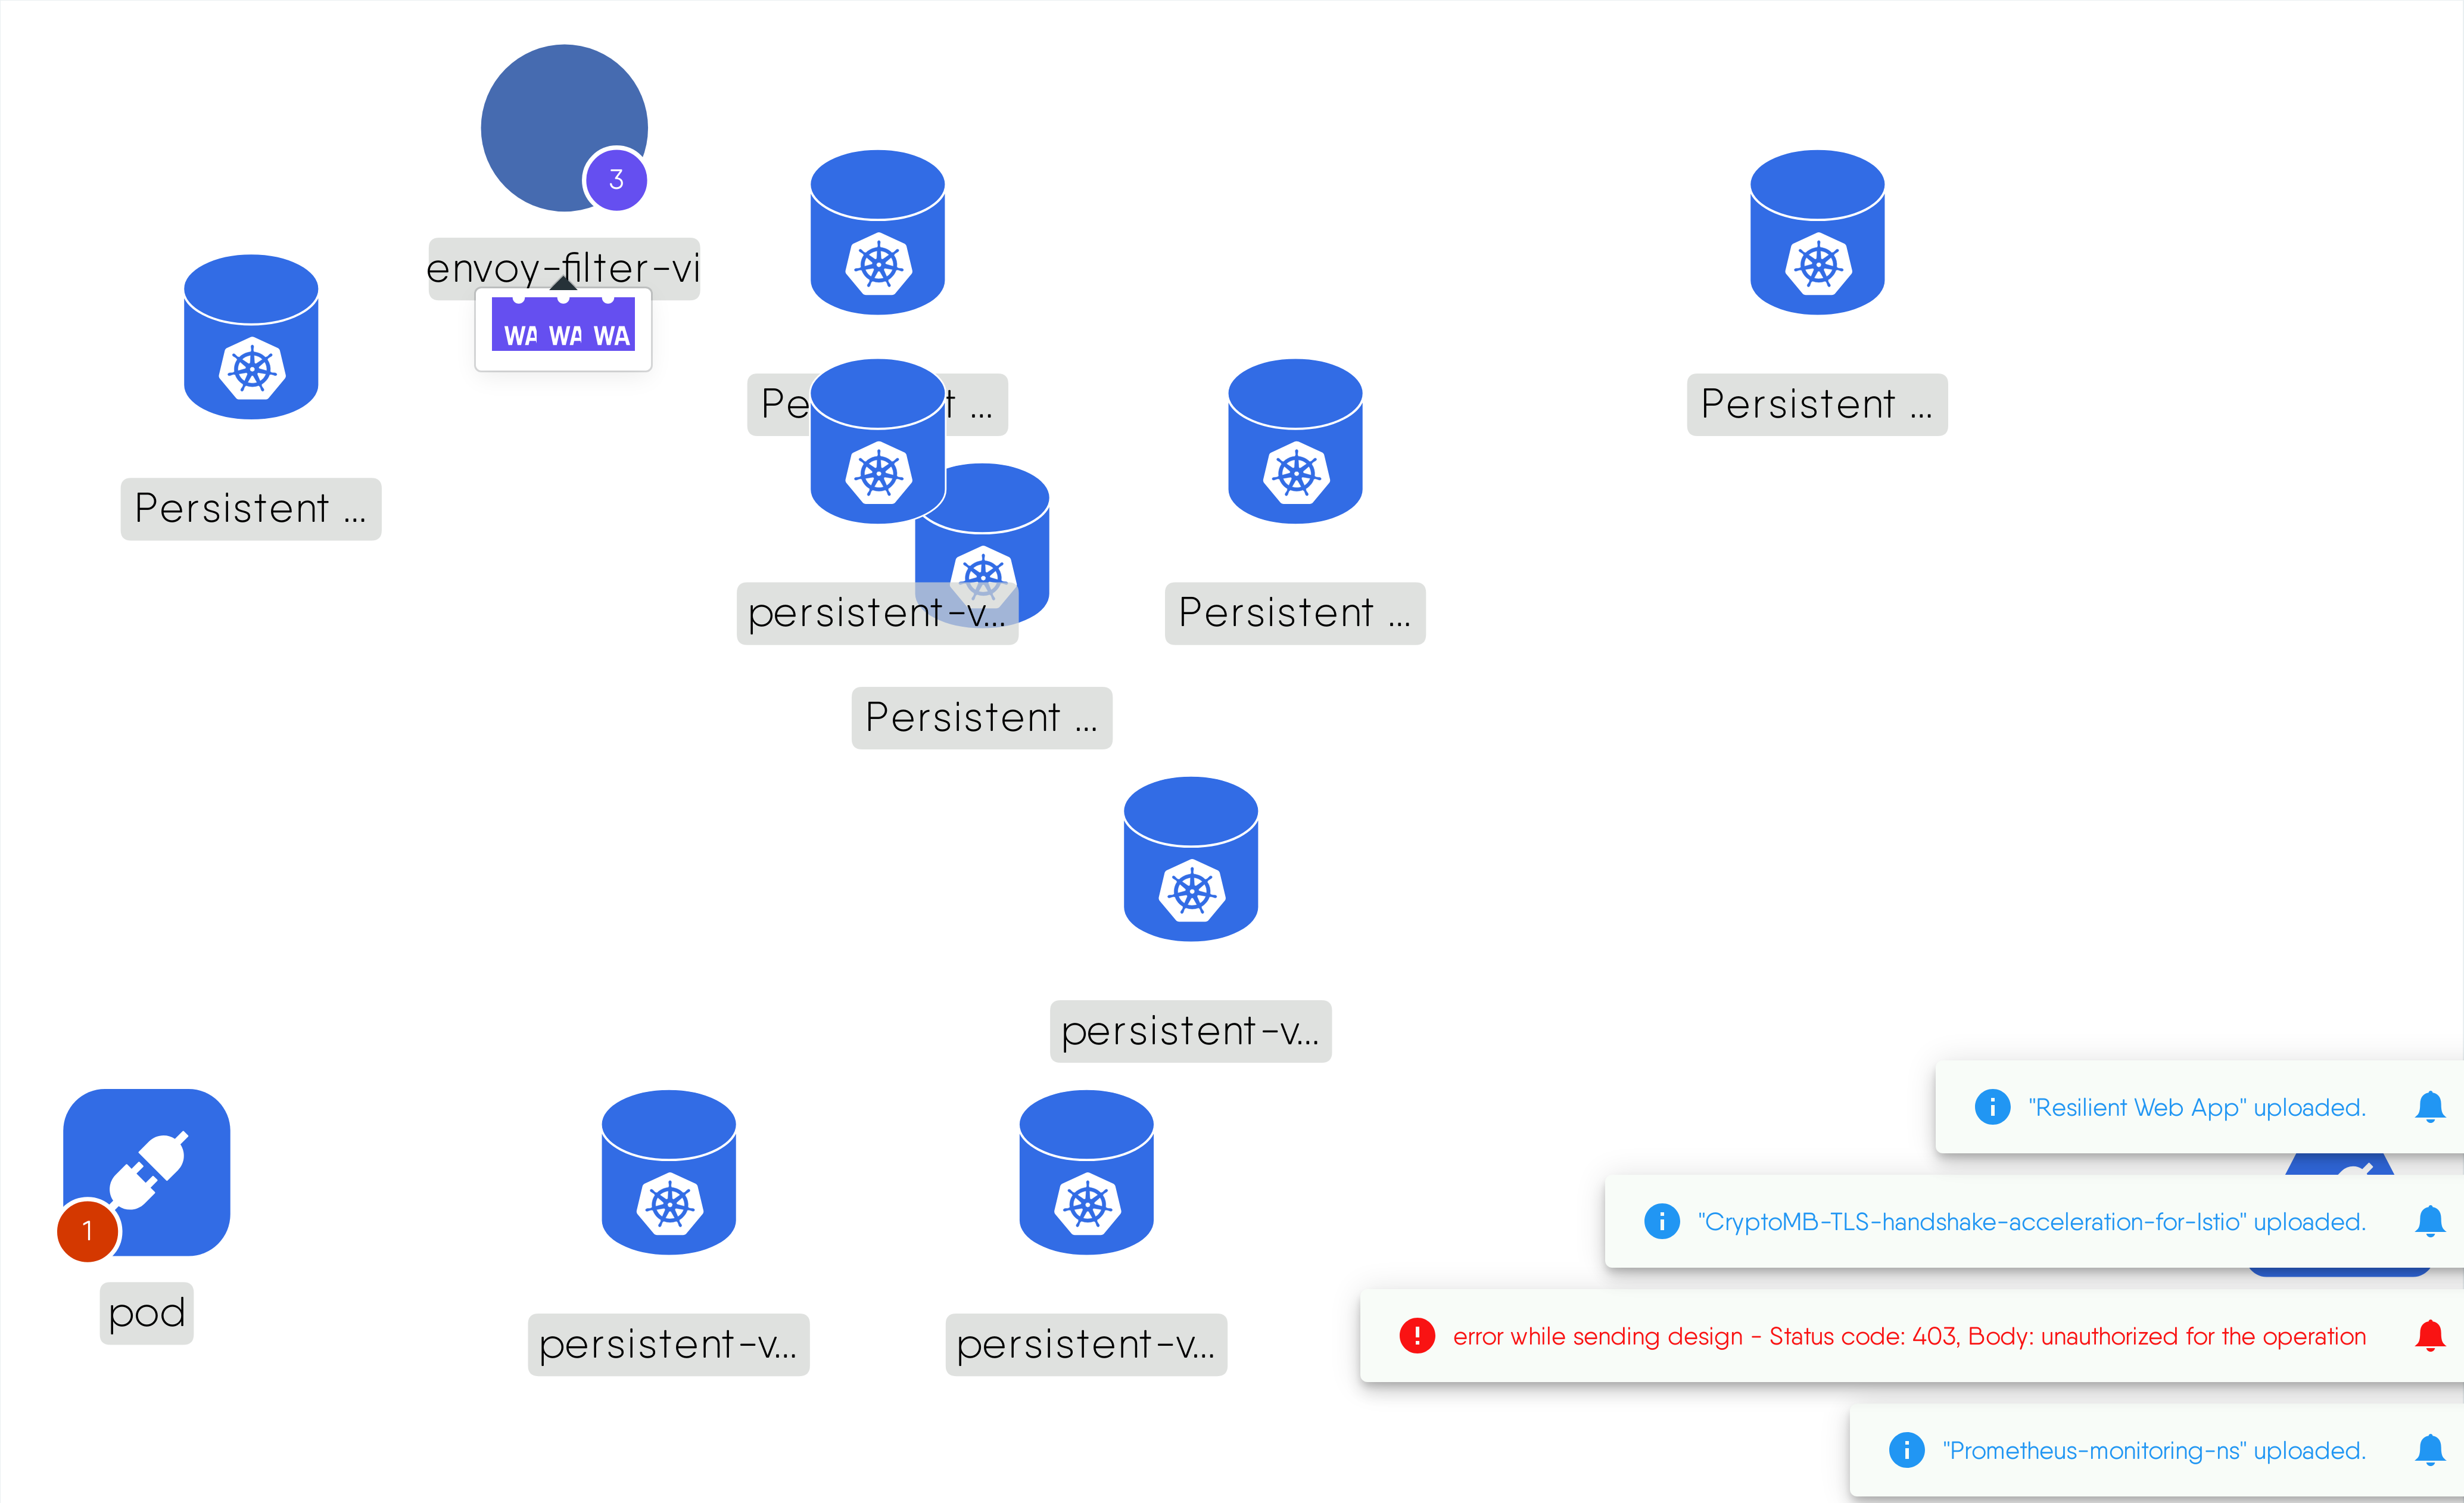 3
envoy-filter-vi
WA WA WA
Persistent ...
Persistent ...
Persistent ...
persistent-v...
Persistent ...
Persistent ...
persistent-v...
1
pod
persistent-v...
persistent-v...
"Resilient Web App" uploaded.
"CryptoMB-TLS-handshake-acceleration-for-Istio" uploaded.
error while sending design - Status code: 403, Body: unauthorized for the operation
"Prometheus-monitoring-ns" uploaded.